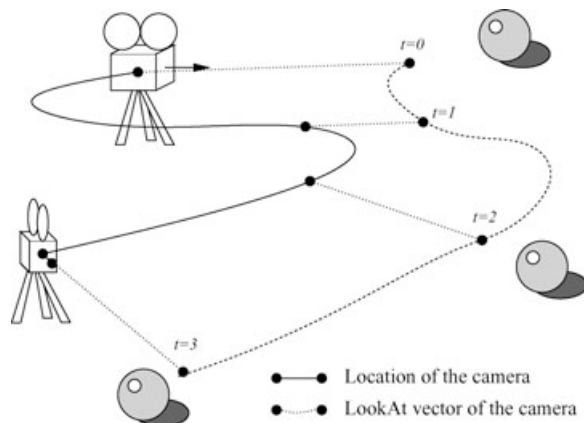 t=0
t=1
t=2
t=3
Location of the camera
LookAt vector of the camera